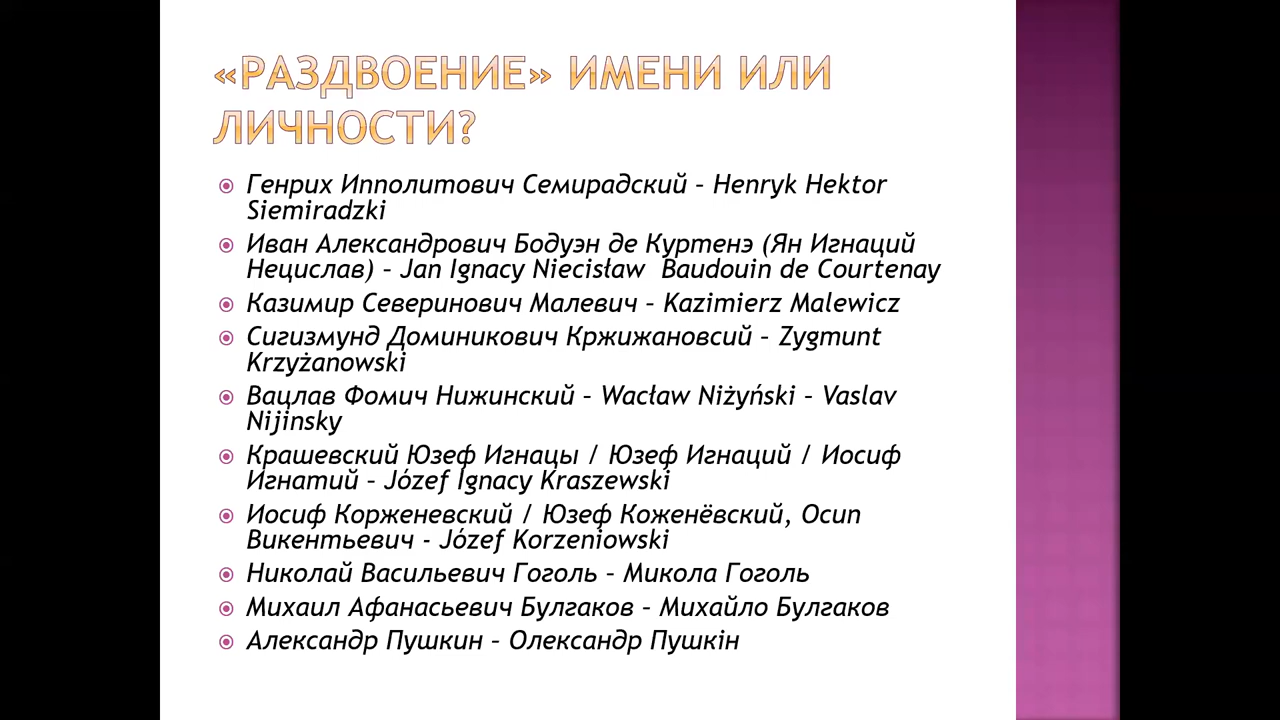 «РАЗДВОЕНИЕ» ИМЕНИ ИЛИ
ЛИЧНОСТИ?
Генрих Ипполитович Семирадский – Henryk Hektor
Siemiradzki
Иван Александрович Бодуэн де Куртенэ (Ян Игнаций
Нецислав) – Jan Ignacy Niecisław Baudouin de Courtenay
Казимир Северинович Малевич – Kazimierz Malewicz
Сигизмунд Доминикович Кржижановсий – Zygmunt
Krzyżanowski
Вацлав Фомич Нижинский – Wacław Niżyński – Vaslav
Nijinsky
Крашевский Юзеф Игнацы / Юзеф Игнаций / Иосиф
Игнатий – Józef Ignacy Kraszewski
Иосиф Корженевский / Юзеф Коженёвский, Осип
Викентьевич - Józef Korzeniowski
Николай Васильевич Гоголь – Микола Гоголь
Михаил Афанасьевич Булгаков – Михайло Булгаков
Александр Пушкин – Олександр Пушкін